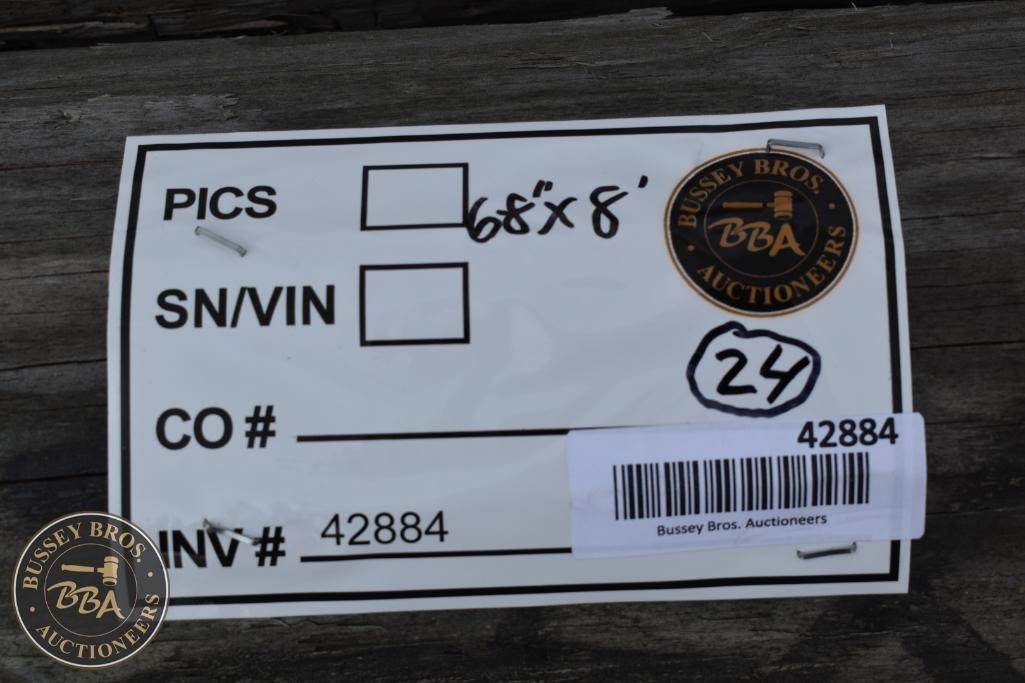 PICS 68" x 8'
BUSSEY BROS.
BBA
AUCTIONEERS
SN/VIN
24
CO #
42884
Bussey Bros. Auctioneers
INV # 42884
BUSSEY BROS.
BBA
AUCTIONEERS